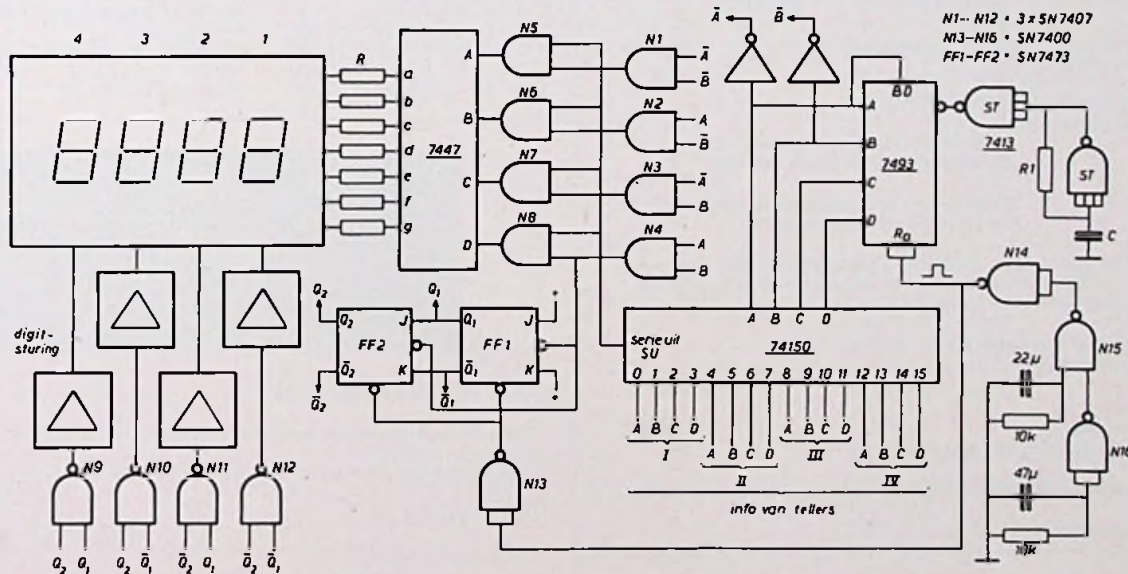 4 3 2 1
R
a
b
c
d
e
f
g
7447
A
B
C
D
N5
N6
N7
N8
N1
N2
N3
N4
A̅
B̅
A
B̅
A̅
B
A
B
A̅
B̅
N1-- N12 = 3 x SN7407
N13-N16 = SN7400
FF1-FF2 = SN7473
BD
A
B
C
D
7493
R0
ST
7413
R1
ST
C
N14
N15
N16
22μ
10k
47μ
10k
digit-
sturing
Q2
Q̅2
Q2 J
Q̅2 K
FF2
Q1
Q̅1
Q1 J
K
FF1
+
+
A B C D
serie uit
SU
74150
0 1 2 3 4 5 6 7 8 9 10 11 12 13 14 15
A B C D
I
A B C D
II
A B C D
III
A B C D
IV
info van tellers
N9
N10
N11
N12
N13
Q2 Q1
Q2 Q̅1
Q̅2 Q1
Q̅2 Q̅1